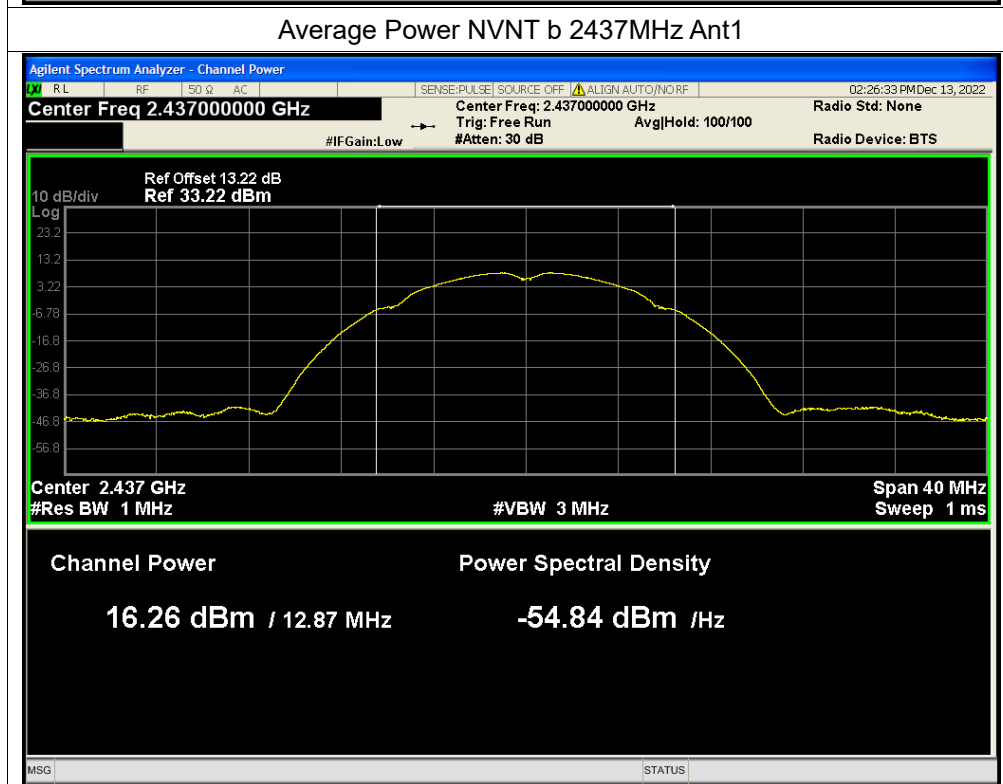 Average Power NVNT b 2437MHz Ant1
Agilent Spectrum Analyzer - Channel Power
LXI RL RF 50 Ω AC SENSE:PULSE SOURCE OFF ALIGN AUTO/NORF 02:26:33 PM Dec 13, 2022
Center Freq 2.437000000 GHz Center Freq: 2.437000000 GHz Radio Std: None
Trig: Free Run Avg|Hold: 100/100
#IFGain:Low #Atten: 30 dB Radio Device: BTS
Ref Offset 13.22 dB
10 dB/div Ref 33.22 dBm
Log
23.2
13.2
3.22
-6.78
-16.8
-26.8
-36.8
-46.8
-56.8
Center 2.437 GHz Span 40 MHz
#Res BW 1 MHz #VBW 3 MHz Sweep 1 ms
Channel Power Power Spectral Density
16.26 dBm / 12.87 MHz -54.84 dBm /Hz
MSG STATUS